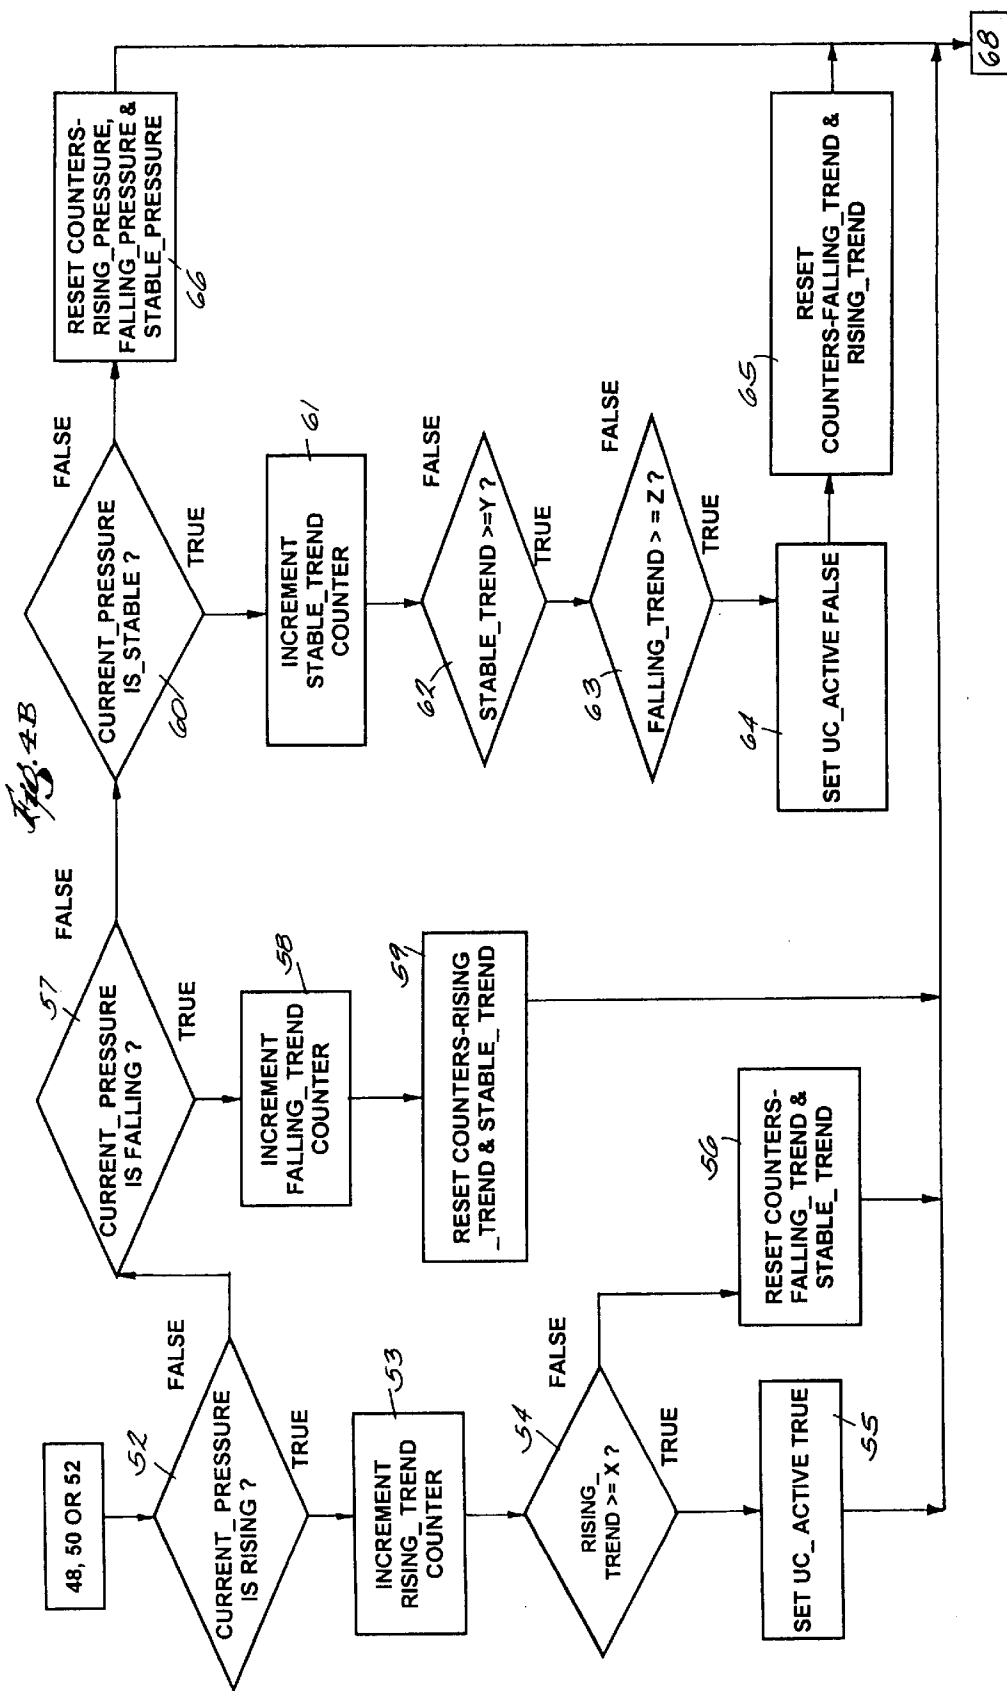 Fig. 4B
48, 50 OR 52
52
CURRENT_PRESSURE
IS RISING ?
FALSE
TRUE
53
INCREMENT
RISING_TREND
COUNTER
54
RISING_
TREND >= X ?
FALSE
TRUE
SET UC_ACTIVE TRUE
55
56
RESET COUNTERS-
FALLING_TREND &
STABLE_TREND
57
CURRENT_PRESSURE
IS FALLING ?
FALSE
TRUE
58
INCREMENT
FALLING_TREND
COUNTER
59
RESET COUNTERS-RISING
_TREND & STABLE_TREND
CURRENT_PRESSURE
IS_STABLE ?
60
FALSE
TRUE
61
INCREMENT
STABLE_TREND
COUNTER
62
STABLE_TREND >=Y ?
FALSE
TRUE
63
FALLING_TREND > = Z ?
FALSE
TRUE
64
SET UC_ACTIVE FALSE
65
RESET
COUNTERS-FALLING_TREND &
RISING_TREND
RESET COUNTERS-
RISING_PRESSURE,
FALLING_PRESSURE &
STABLE_PRESSURE
66
68